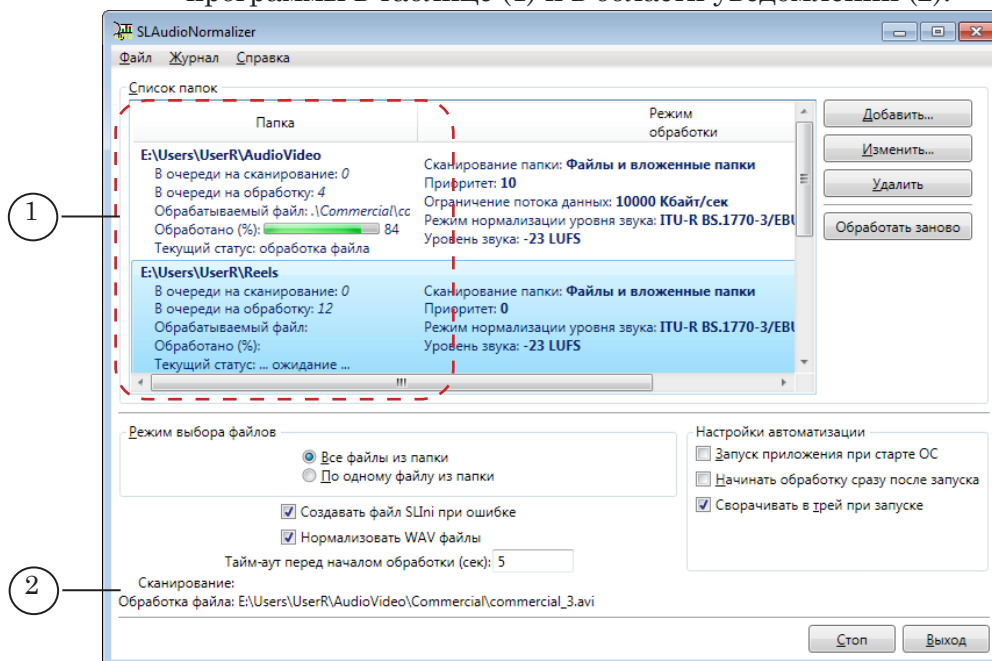 программы в таблице (1) и в области уведомлений (2).
SLAudioNormalizer
Файл Журнал Справка
Список папок
Папка
Режим
обработки
E:\Users\UserR\AudioVideo
В очереди на сканирование: 0
В очереди на обработку: 4
Обрабатываемый файл: .\Commercial\cc
Обработано (%): 84
Текущий статус: обработка файла
Сканирование папки: Файлы и вложенные папки
Приоритет: 10
Ограничение потока данных: 10000 Кбайт/сек
Режим нормализации уровня звука: ITU-R BS.1770-3/EBU
Уровень звука: -23 LUFS
E:\Users\UserR\Reels
В очереди на сканирование: 0
В очереди на обработку: 12
Обрабатываемый файл:
Обработано (%):
Текущий статус: ... ожидание ...
Сканирование папки: Файлы и вложенные папки
Приоритет: 0
Режим нормализации уровня звука: ITU-R BS.1770-3/EBU
Уровень звука: -23 LUFS
Добавить...
Изменить...
Удалить
Обработать заново
1
Режим выбора файлов
Все файлы из папки
По одному файлу из папки
Создавать файл SLIni при ошибке
Нормализовать WAV файлы
Тайм-аут перед началом обработки (сек): 5
Настройки автоматизации
Запуск приложения при старте ОС
Начинать обработку сразу после запуска
Сворачивать в трей при запуске
2
Сканирование:
Обработка файла: E:\Users\UserR\AudioVideo\Commercial\commercial_3.avi
Стоп
Выход